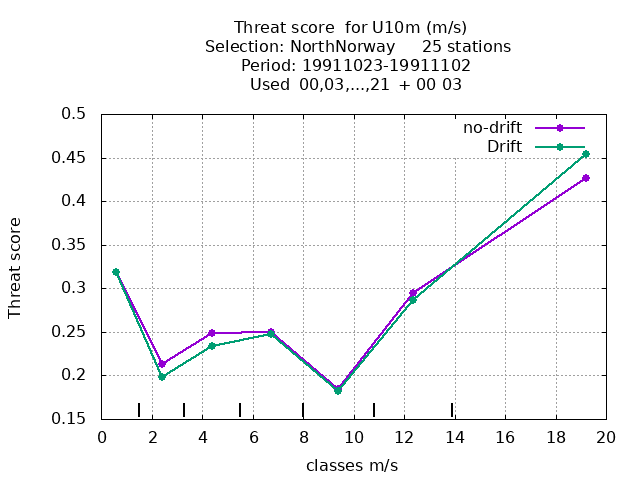 Threat score  for U10m (m/s)
Selection: NorthNorway     25 stations
Period: 19911023-19911102
Used  00,03,...,21  + 00 03
no-drift
Drift
0.5
0.45
0.4
0.35
0.3
0.25
0.2
0.15
Threat score
0 2 4 6 8 10 12 14 16 18 20
classes m/s